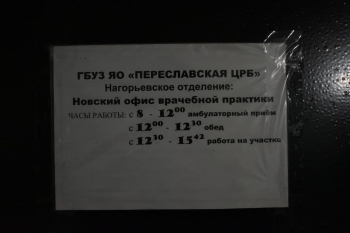 ГБУЗ ЯО «ПЕРЕСЛАВСКАЯ ЦРБ»
Нагорьевское отделение:
Новский офис врачебной практики
ЧАСЫ РАБОТЫ: с 8 - 12⁰⁰ амбулаторный приём
с 12⁰⁰ - 12³⁰ обед
с 12³⁰ - 15⁴² работа на участке